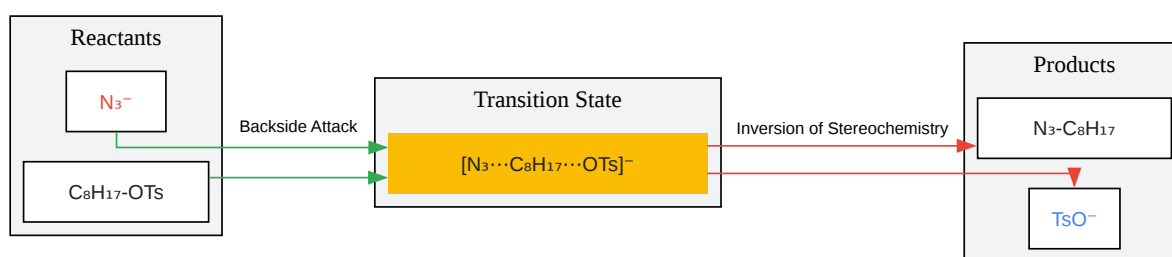 Reactants
N₃⁻
C₈H₁₇-OTs
Backside Attack
Transition State
[N₃···C₈H₁₇···OTs]⁻
Inversion of Stereochemistry
Products
N₃-C₈H₁₇
TsO⁻